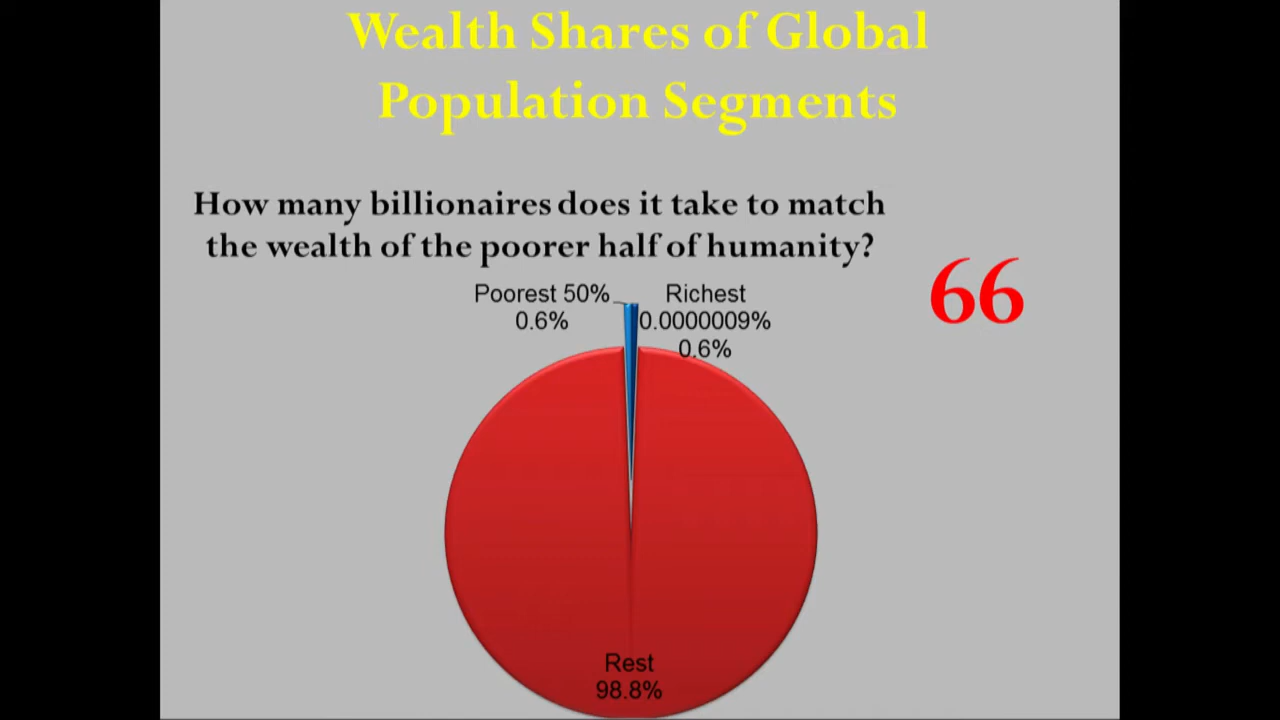 Wealth Shares of Global
Population Segments
How many billionaires does it take to match
the wealth of the poorer half of humanity?
66
Poorest 50%
0.6%
Richest
0.0000009%
0.6%
Rest
98.8%